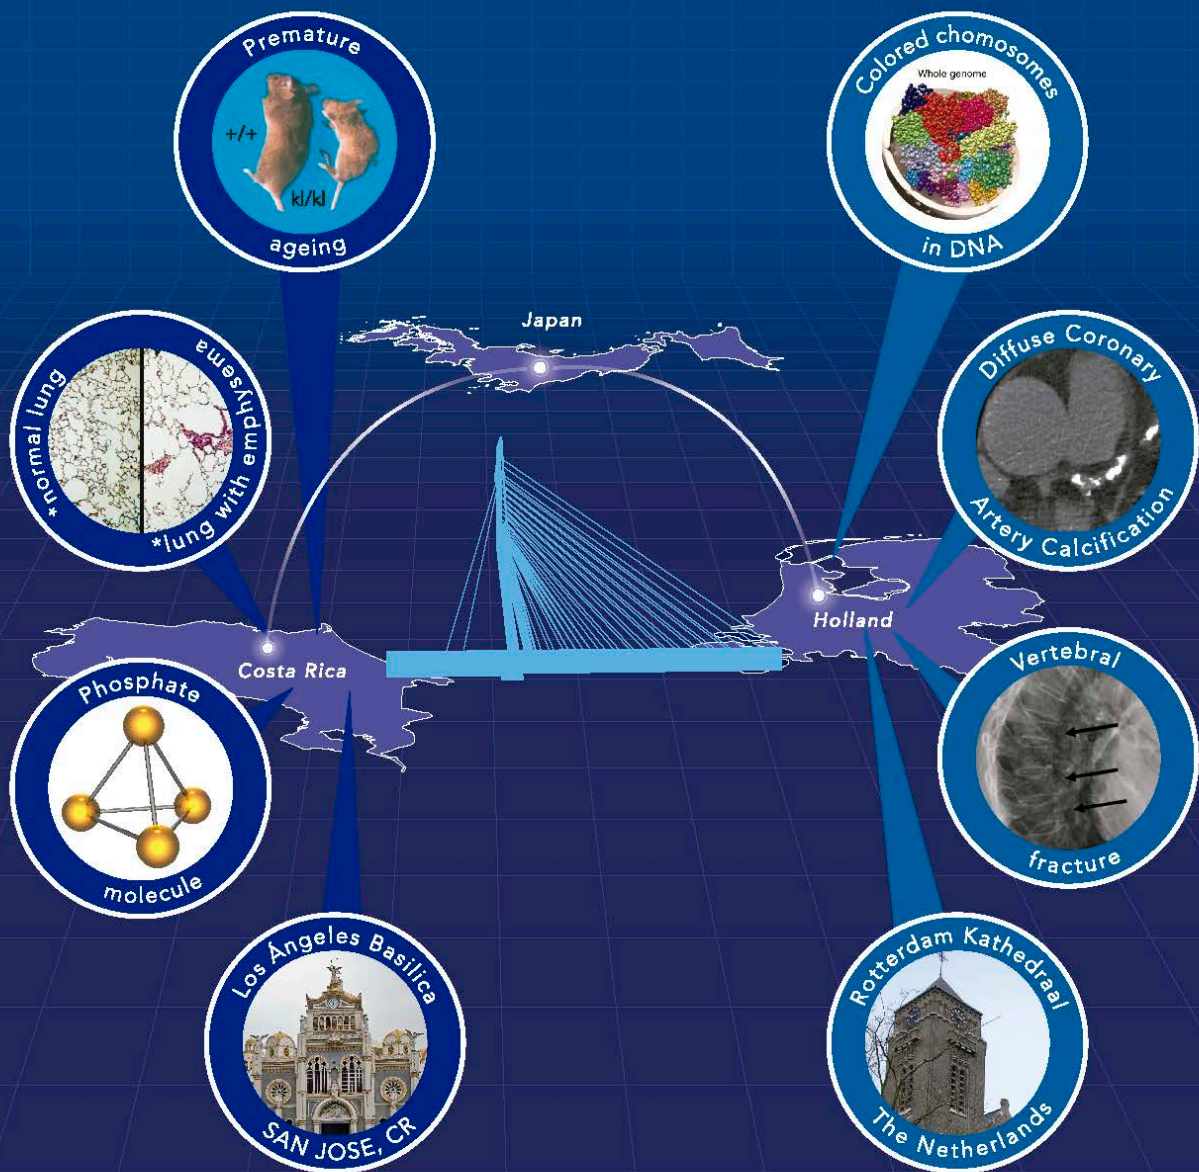 Premature
+/+
kl/kl
ageing
Colored chomosomes
Whole genome
in DNA
Japan
*normal lung
*lung with emphysema
Diffuse Coronary
Artery Calcification
Costa Rica
Holland
Phosphate
molecule
Vertebral
fracture
Los Ángeles Basilica
SAN JOSE, CR
Rotterdam Kathedraal
The Netherlands